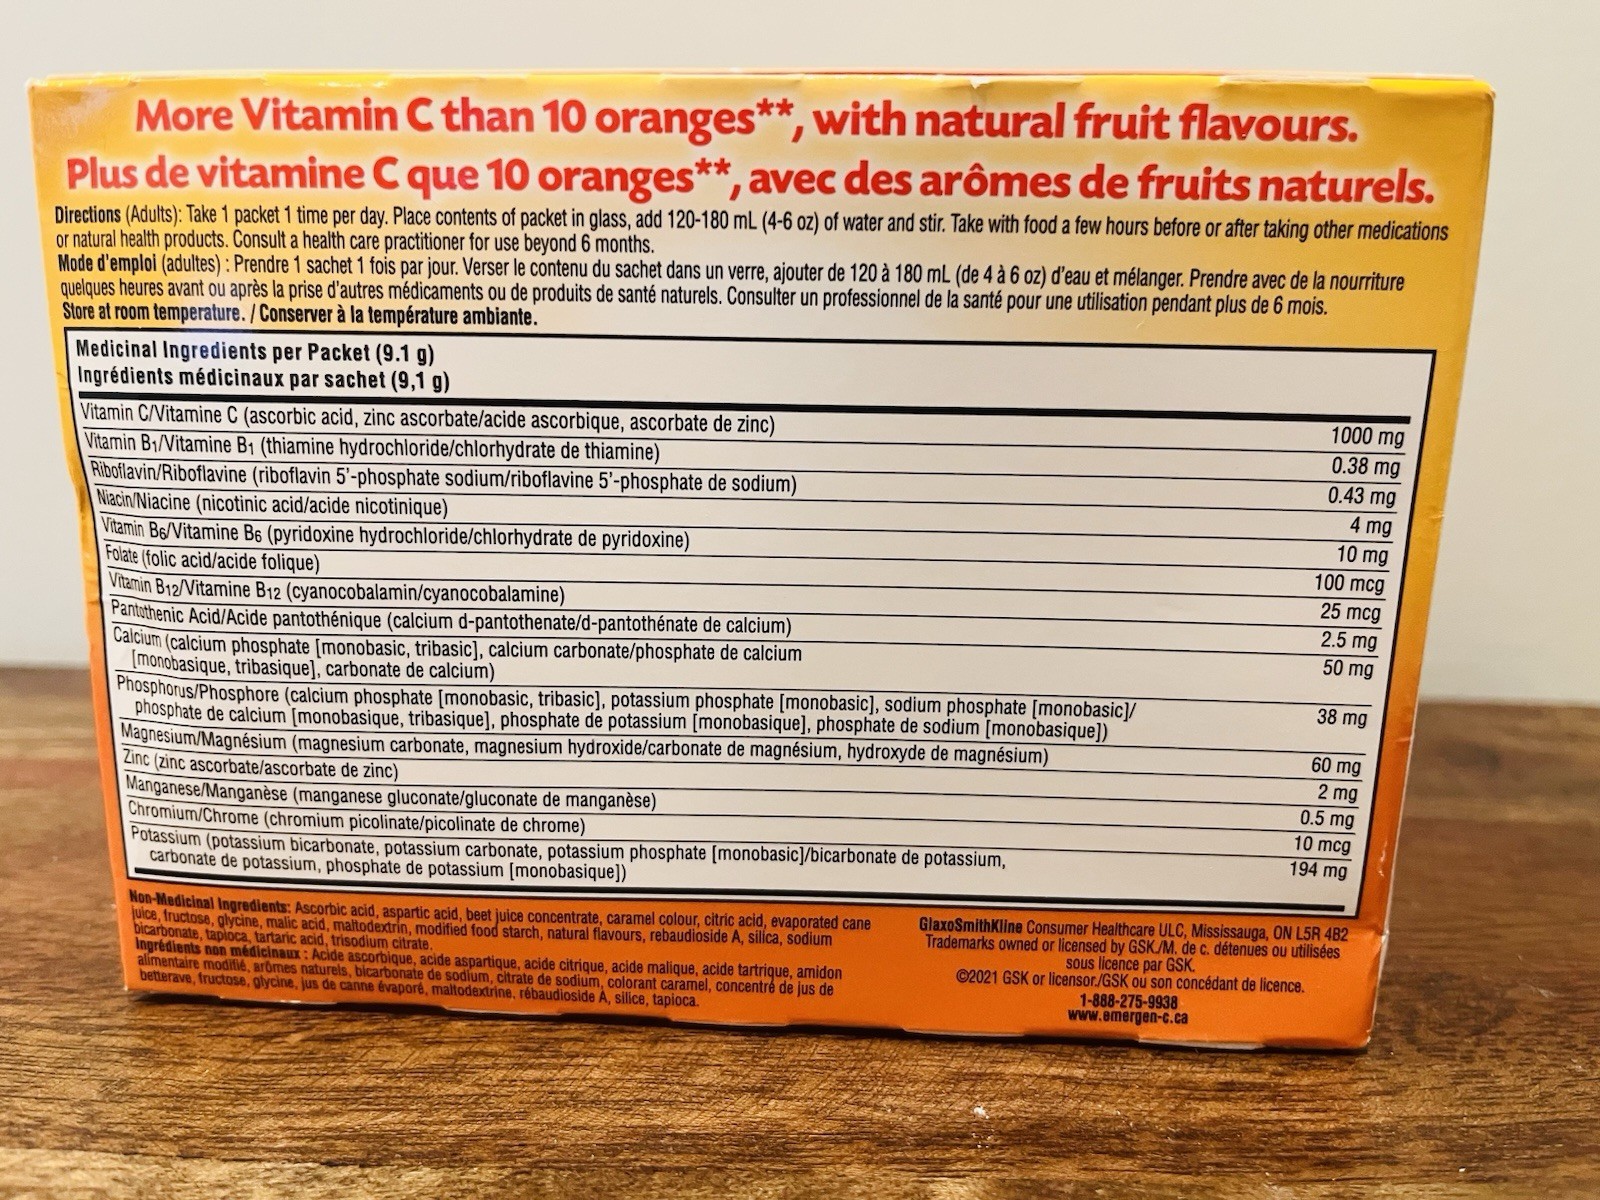 More Vitamin C than 10 oranges**, with natural fruit flavours.
Plus de vitamine C que 10 oranges**, avec des arômes de fruits naturels.
Directions (Adults): Take 1 packet 1 time per day. Place contents of packet in glass, add 120-180 mL (4-6 oz) of water and stir. Take with food a few hours before or after taking other medications
or natural health products. Consult a health care practitioner for use beyond 6 months.
Mode d'emploi (adultes) : Prendre 1 sachet 1 fois par jour. Verser le contenu du sachet dans un verre, ajouter de 120 à 180 mL (de 4 à 6 oz) d'eau et mélanger. Prendre avec de la nourriture
quelques heures avant ou après la prise d'autres médicaments ou de produits de santé naturels. Consulter un professionnel de la santé pour une utilisation pendant plus de 6 mois.
Store at room temperature. / Conserver à la température ambiante.
Medicinal Ingredients per Packet (9.1 g)
Ingrédients médicinaux par sachet (9,1 g)
Vitamin C/Vitamine C (ascorbic acid, zinc ascorbate/acide ascorbique, ascorbate de zinc) 1000 mg
Vitamin B1/Vitamine B1 (thiamine hydrochloride/chlorhydrate de thiamine) 0.38 mg
Riboflavin/Riboflavine (riboflavin 5'-phosphate sodium/riboflavine 5'-phosphate de sodium) 0.43 mg
Niacin/Niacine (nicotinic acid/acide nicotinique) 4 mg
Vitamin B6/Vitamine B6 (pyridoxine hydrochloride/chlorhydrate de pyridoxine) 10 mg
Folate (folic acid/acide folique) 100 mcg
Vitamin B12/Vitamine B12 (cyanocobalamin/cyanocobalamine) 25 mcg
Pantothenic Acid/Acide pantothénique (calcium d-pantothenate/d-pantothénate de calcium) 2.5 mg
Calcium (calcium phosphate [monobasic, tribasic], calcium carbonate/phosphate de calcium 50 mg
[monobasique, tribasique], carbonate de calcium)
Phosphorus/Phosphore (calcium phosphate [monobasic, tribasic], potassium phosphate [monobasic], sodium phosphate [monobasic]/ 38 mg
phosphate de calcium [monobasique, tribasique], phosphate de potassium [monobasique], phosphate de sodium [monobasique])
Magnesium/Magnésium (magnesium carbonate, magnesium hydroxide/carbonate de magnésium, hydroxyde de magnésium) 60 mg
Zinc (zinc ascorbate/ascorbate de zinc) 2 mg
Manganese/Manganèse (manganese gluconate/gluconate de manganèse) 0.5 mg
Chromium/Chrome (chromium picolinate/picolinate de chrome) 10 mcg
Potassium (potassium bicarbonate, potassium carbonate, potassium phosphate [monobasic]/bicarbonate de potassium, 194 mg
carbonate de potassium, phosphate de potassium [monobasique])
Non-Medicinal Ingredients: Ascorbic acid, aspartic acid, beet juice concentrate, caramel colour, citric acid, evaporated cane
juice, fructose, glycine, malic acid, maltodextrin, modified food starch, natural flavours, rebaudioside A, silica, sodium
bicarbonate, tapioca, tartaric acid, trisodium citrate.
Ingrédients non médicinaux : Acide ascorbique, acide aspartique, acide citrique, acide malique, acide tartrique, amidon
alimentaire modifié, arômes naturels, bicarbonate de sodium, citrate de sodium, colorant caramel, concentré de jus de
betterave, fructose, glycine, jus de canne évaporé, maltodextrine, rébaudioside A, silice, tapioca.
GlaxoSmithKline Consumer Healthcare ULC, Mississauga, ON L5R 4B2
Trademarks owned or licensed by GSK./M. de c. détenues ou utilisées
sous licence par GSK.
©2021 GSK or licensor./GSK ou son concédant de licence.
1-888-275-9938
www.emergen-c.ca